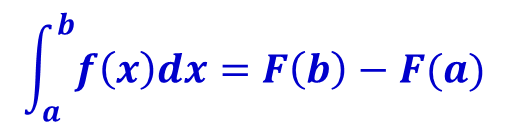 ∫_a^b f(x)dx = F(b) − F(a)